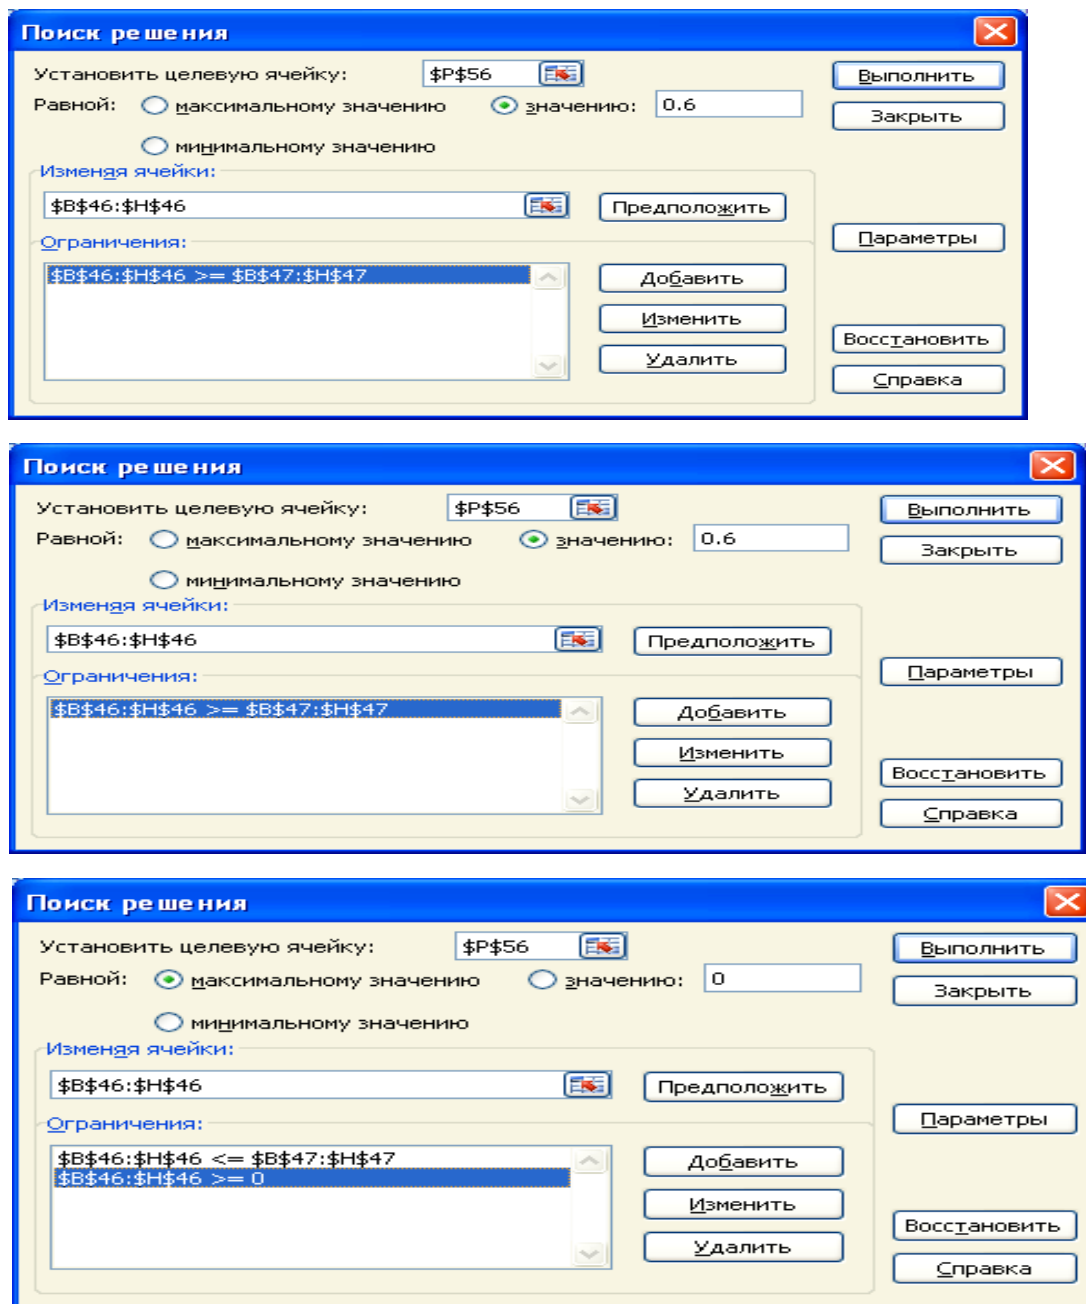 Поиск решения
Установить целевую ячейку: $P$56 Выполнить
Равной: максимальному значению значению: 0.6 Закрыть
минимальному значению
Изменяя ячейки:
$B$46:$H$46 Предположить
Ограничения: Параметры
$B$46:$H$46 >= $B$47:$H$47 Добавить
Изменить
Восстановить
Удалить
Справка
Поиск решения
Установить целевую ячейку: $P$56 Выполнить
Равной: максимальному значению значению: 0.6 Закрыть
минимальному значению
Изменяя ячейки:
$B$46:$H$46 Предположить
Ограничения: Параметры
$B$46:$H$46 >= $B$47:$H$47 Добавить
Изменить
Восстановить
Удалить
Справка
Поиск решения
Установить целевую ячейку: $P$56 Выполнить
Равной: максимальному значению значению: 0 Закрыть
минимальному значению
Изменяя ячейки:
$B$46:$H$46 Предположить
Ограничения: Параметры
$B$46:$H$46 <= $B$47:$H$47 Добавить
$B$46:$H$46 >= 0
Изменить
Восстановить
Удалить
Справка